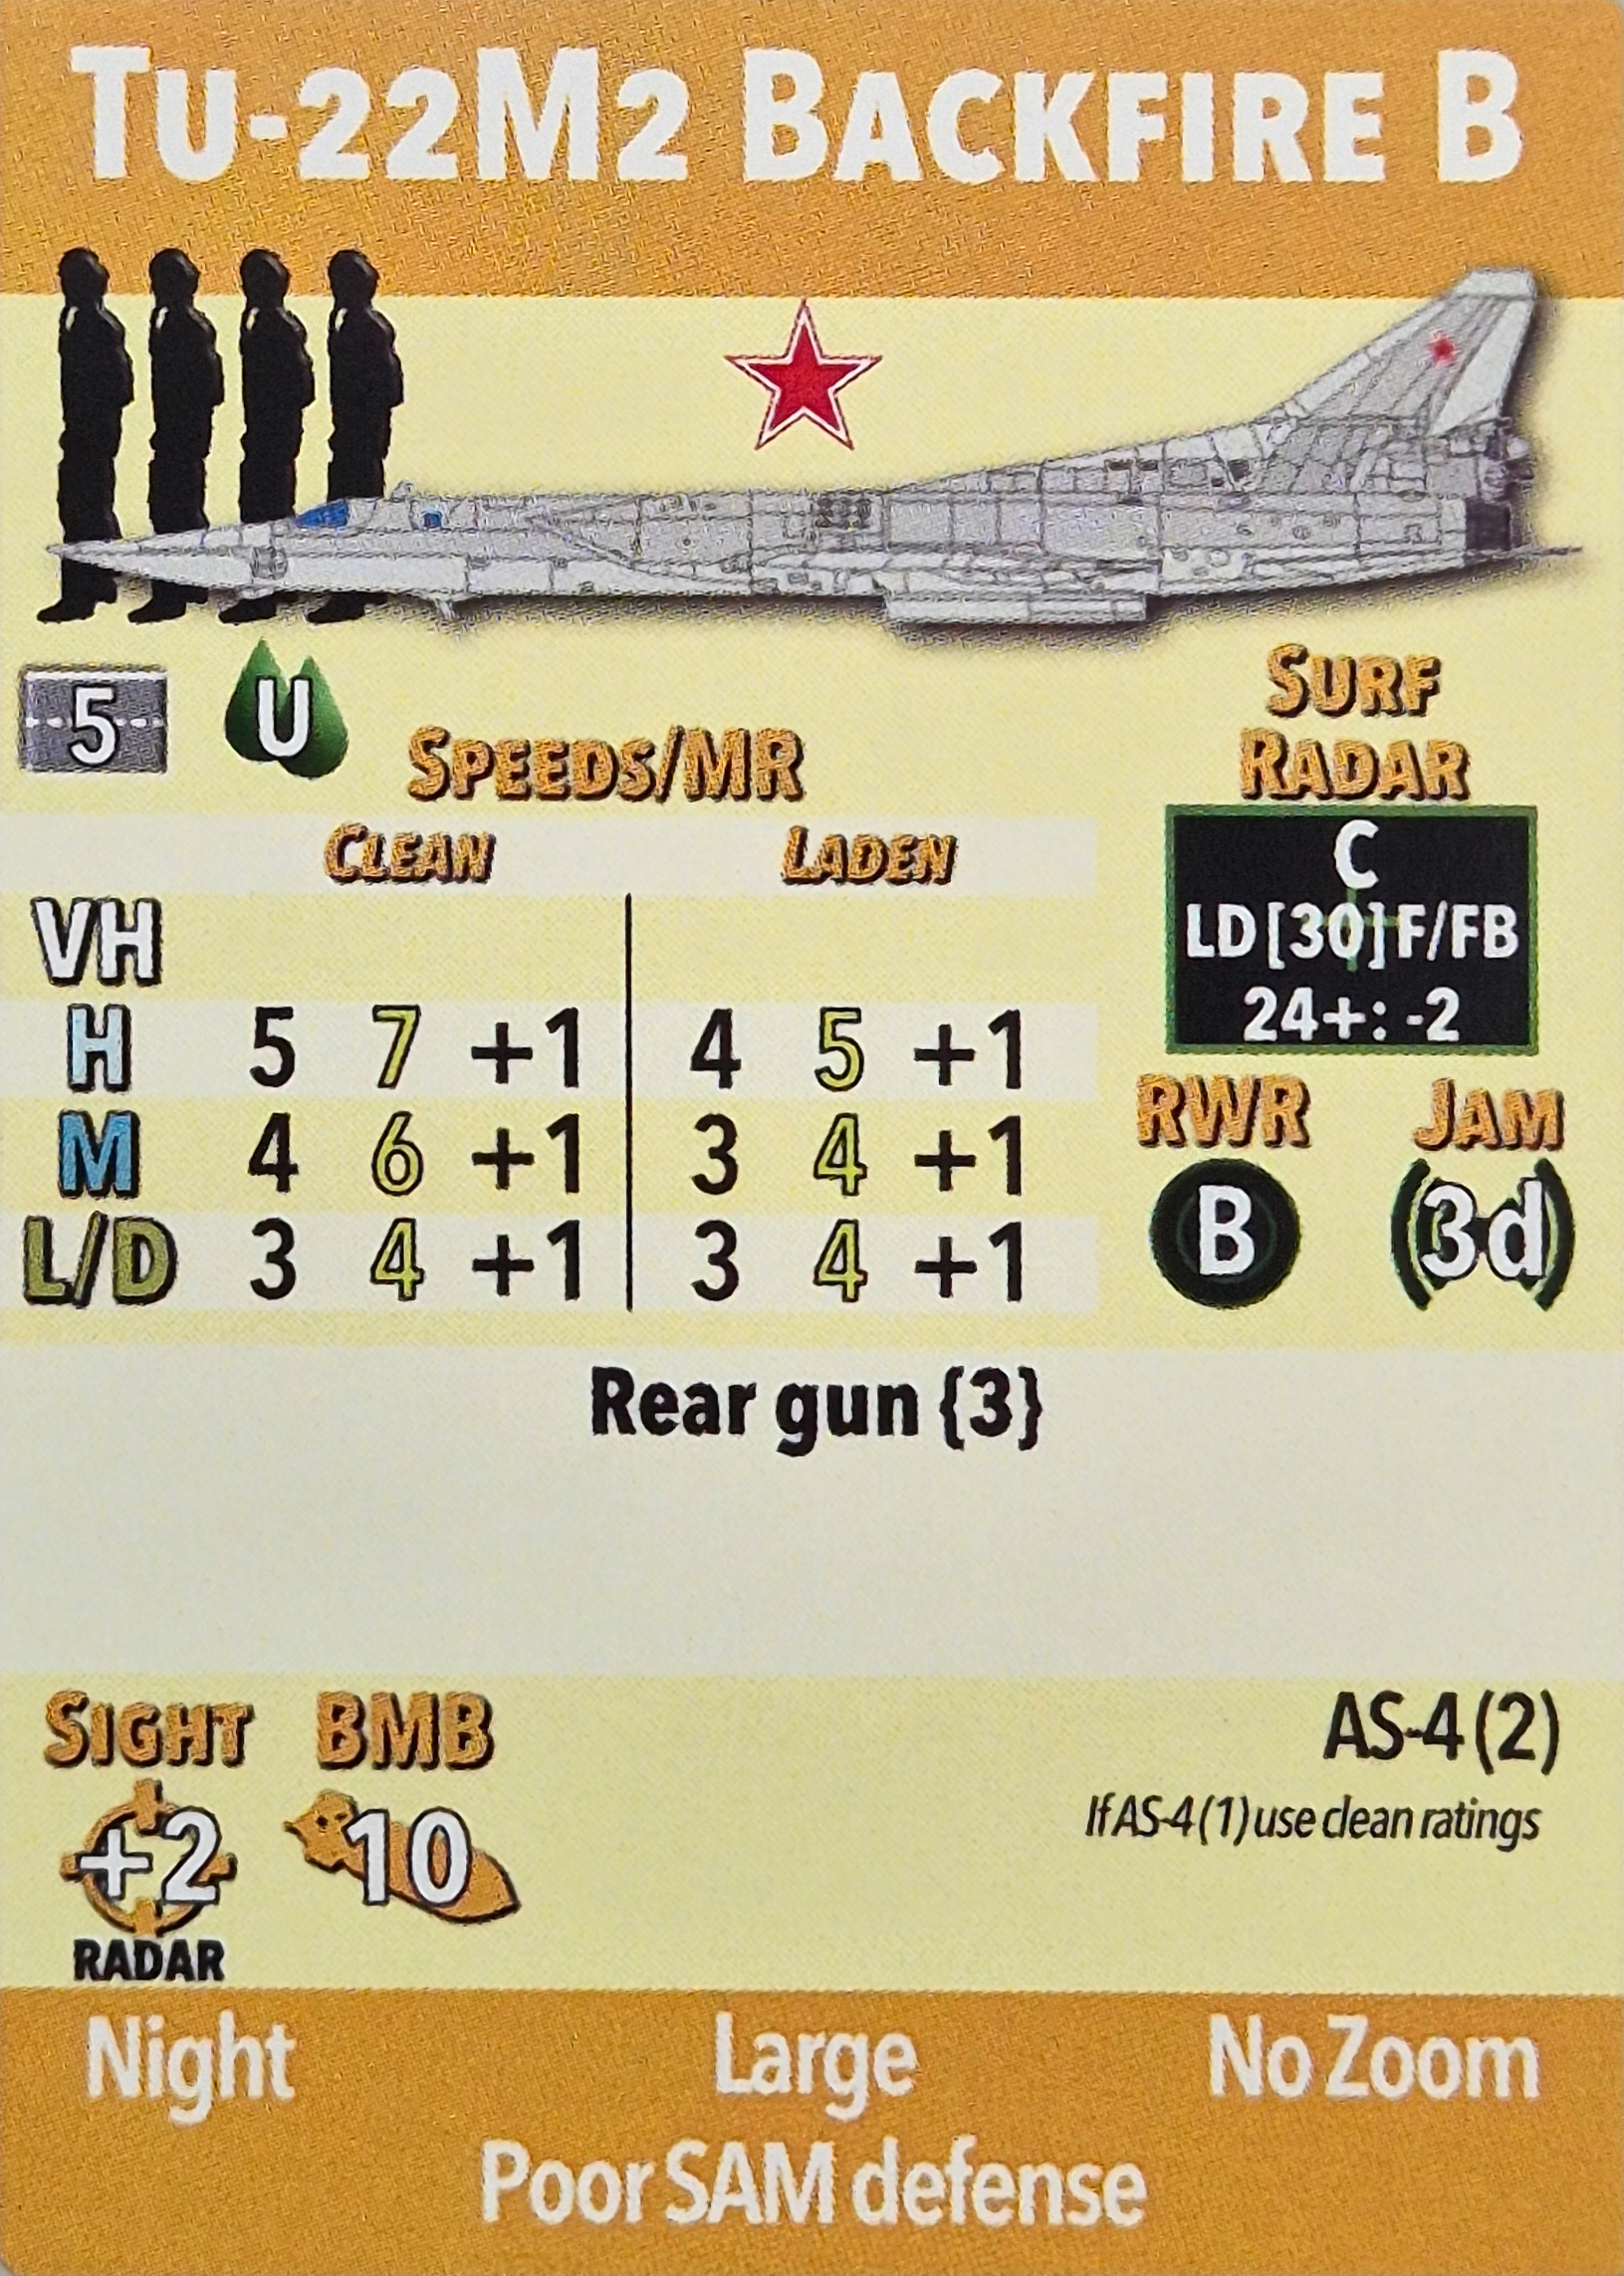 Tu-22M2 Backfire B
5 U
Speeds/MR
Surf
Radar
Clean Laden
C
LD [30] F/FB
24+: -2
VH
H 5 7 +1 4 5 +1
M 4 6 +1 3 4 +1
L/D 3 4 +1 3 4 +1
RWR Jam
B (3d)
Rear gun {3}
Sight BMB
+2 10
RADAR
AS-4 (2)
If AS-4 (1) use clean ratings
Night Large No Zoom
Poor SAM defense